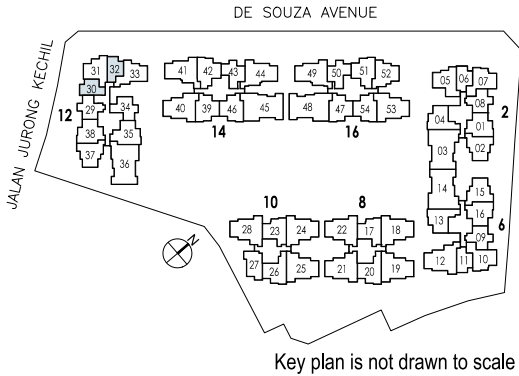 DE SOUZA AVENUE
JALAN JURONG KECHIL
31 32 33
30
29 34
12
38 35
37 36
41 42 43 44
40 39 46 45
14
49 50 51 52
48 47 54 53
16
05 06 07
08
04 01
2
03 02
14 15
13 16
6
09
12 11 10
10
28 23 24
27 26 25
8
22 17 18
21 20 19
N
Key plan is not drawn to scale